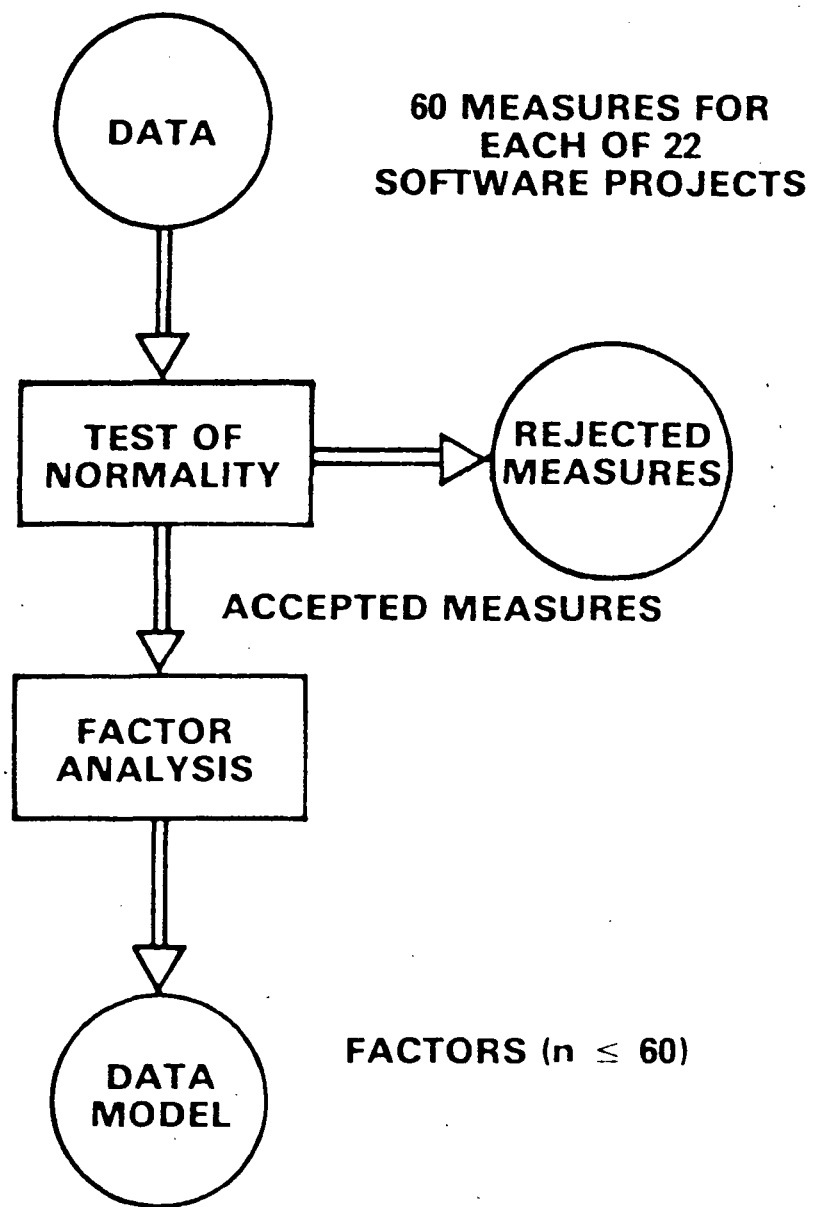 DATA
60 MEASURES FOR
EACH OF 22
SOFTWARE PROJECTS
TEST OF
NORMALITY
REJECTED
MEASURES
ACCEPTED MEASURES
FACTOR
ANALYSIS
DATA
MODEL
FACTORS (n ≤ 60)